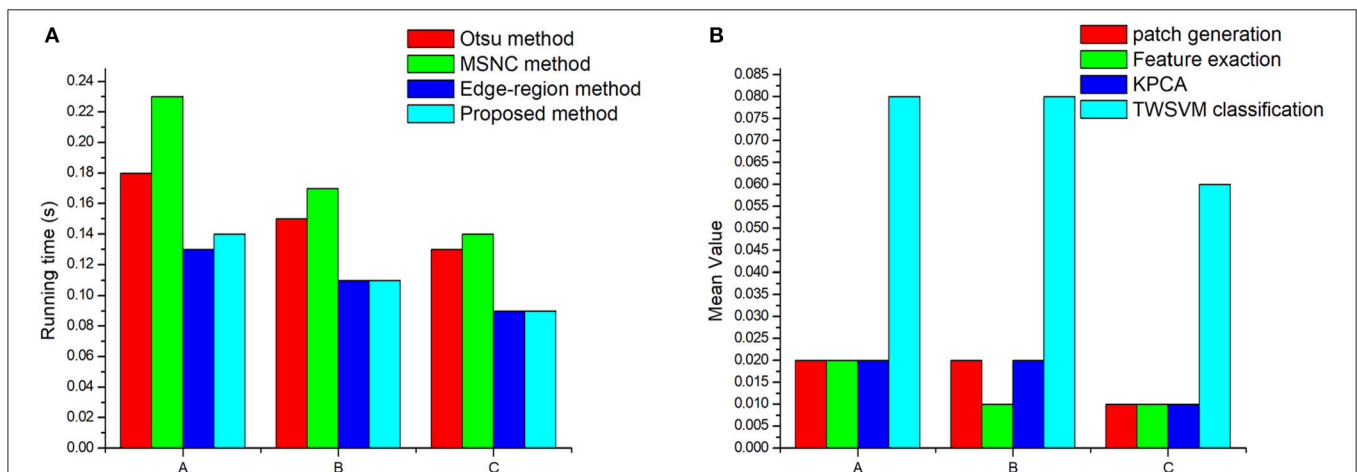 A
Otsu method
MSNC method
Edge-region method
Proposed method
Running time (s)
0.24
0.22
0.20
0.18
0.16
0.14
0.12
0.10
0.08
0.06
0.04
0.02
0.00
A B C
B
patch generation
Feature exaction
KPCA
TWSVM classification
Mean Value
0.085
0.080
0.075
0.070
0.065
0.060
0.055
0.050
0.045
0.040
0.035
0.030
0.025
0.020
0.015
0.010
0.005
0.000
A B C